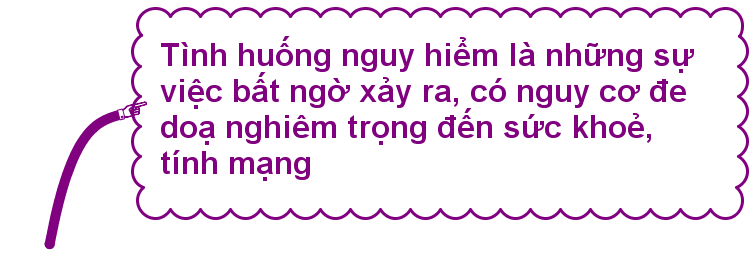 Tình huống nguy hiểm là những sự
việc bất ngờ xảy ra, có nguy cơ đe
doạ nghiêm trọng đến sức khoẻ,
tính mạng